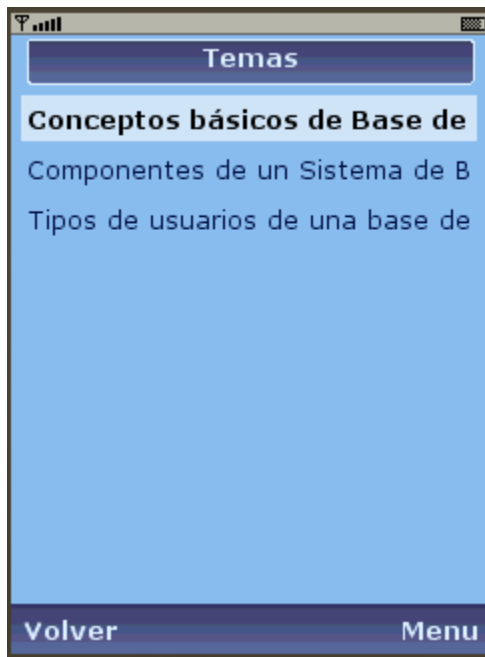 Temas
Conceptos básicos de Base de
Componentes de un Sistema de B
Tipos de usuarios de una base de
Volver
Menu